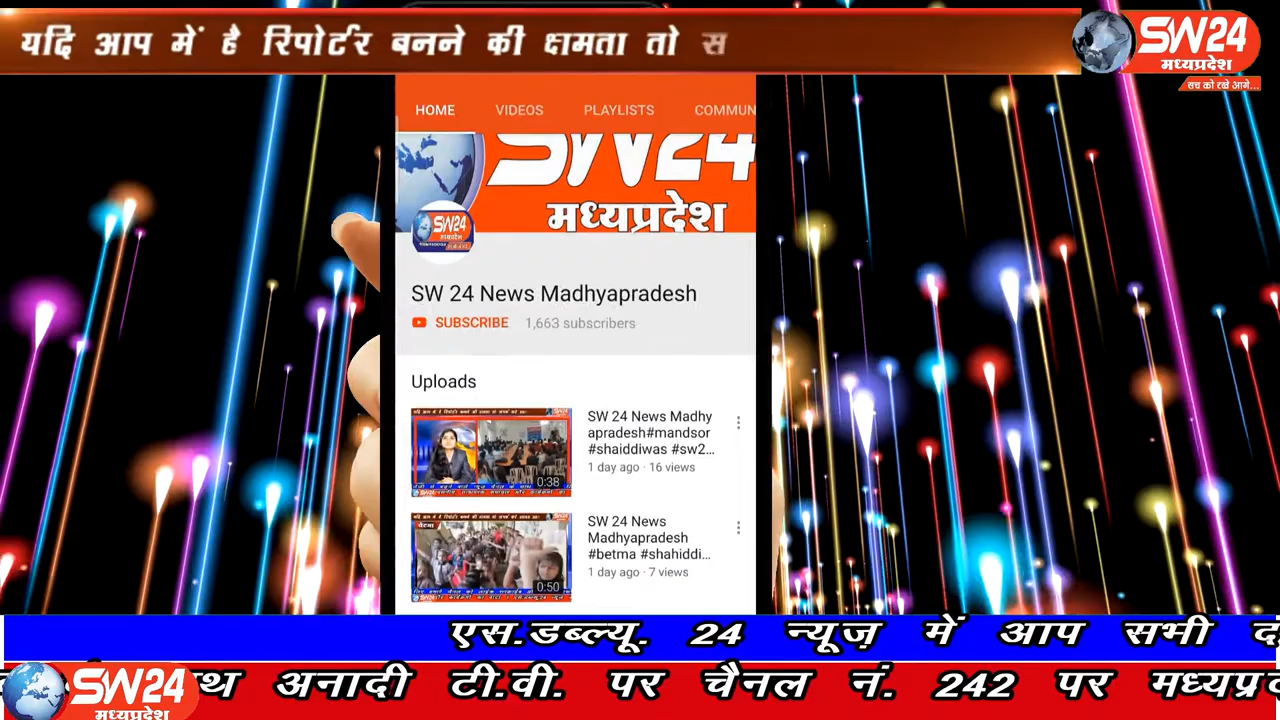 यदि आप में है रिपोर्टर बनने की क्षमता तो स
SW24
मध्यप्रदेश
सच को रखे आगे...
HOME VIDEOS PLAYLISTS COMMUN
SW24
मध्यप्रदेश
SW24
SW 24 News Madhyapradesh
SUBSCRIBE 1,663 subscribers
Uploads
SW 24 News Madhy
apradesh#mandsor
#shaiddiwas #sw2...
1 day ago · 16 views
0:38
SW 24 News
Madhyapradesh
#betma #shahiddi...
1 day ago · 7 views
बेटमा
0:50
एस.डब्ल्यू. 24 न्यूज़ में आप सभी द
थ अनादी टी.वी. पर चैनल नं. 242 पर मध्यप्रद
SW24
मध्यप्रदेश